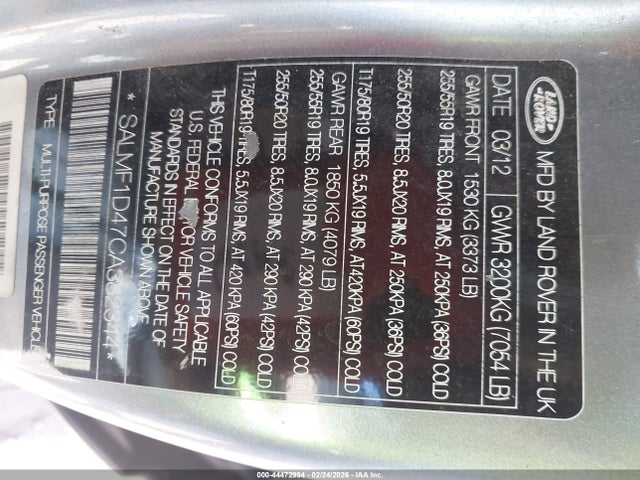 LAND ROVER
MFD BY LAND ROVER IN THE UK
DATE 03/12 GVWR 3200KG (7054 LB)
GAWR FRONT 1530 KG (3373 LB)
255/55R19 TIRES, 8.0JX19 RIMS, AT 250KPA (36PSI) COLD
255/50R20 TIRES, 8.5JX20 RIMS, AT 250KPA (36PSI) COLD
T175/80R19 TIRES, 5.5JX19 RIMS, AT420KPA (60PSI) COLD
GAWR REAR 1850 KG (4079 LB)
255/55R19 TIRES, 8.0JX19 RIMS, AT 290 KPA (42PSI) COLD
255/50R20 TIRES, 8.5JX20 RIMS, AT 290 KPA (42PSI) COLD
T175/80R19 TIRES, 5.5JX19 RIMS, AT 420 KPA (60PSI) COLD
THIS VEHICLE CONFORMS TO ALL APPLICABLE
U.S. FEDERAL MOTOR VEHICLE SAFETY
STANDARDS IN EFFECT ON THE DATE OF
MANUFACTURE SHOWN ABOVE
TYPE MULTI-PURPOSE PASSENGER VEHICLE
000-44472994 - 02/24/2026 - IAAI, Inc.